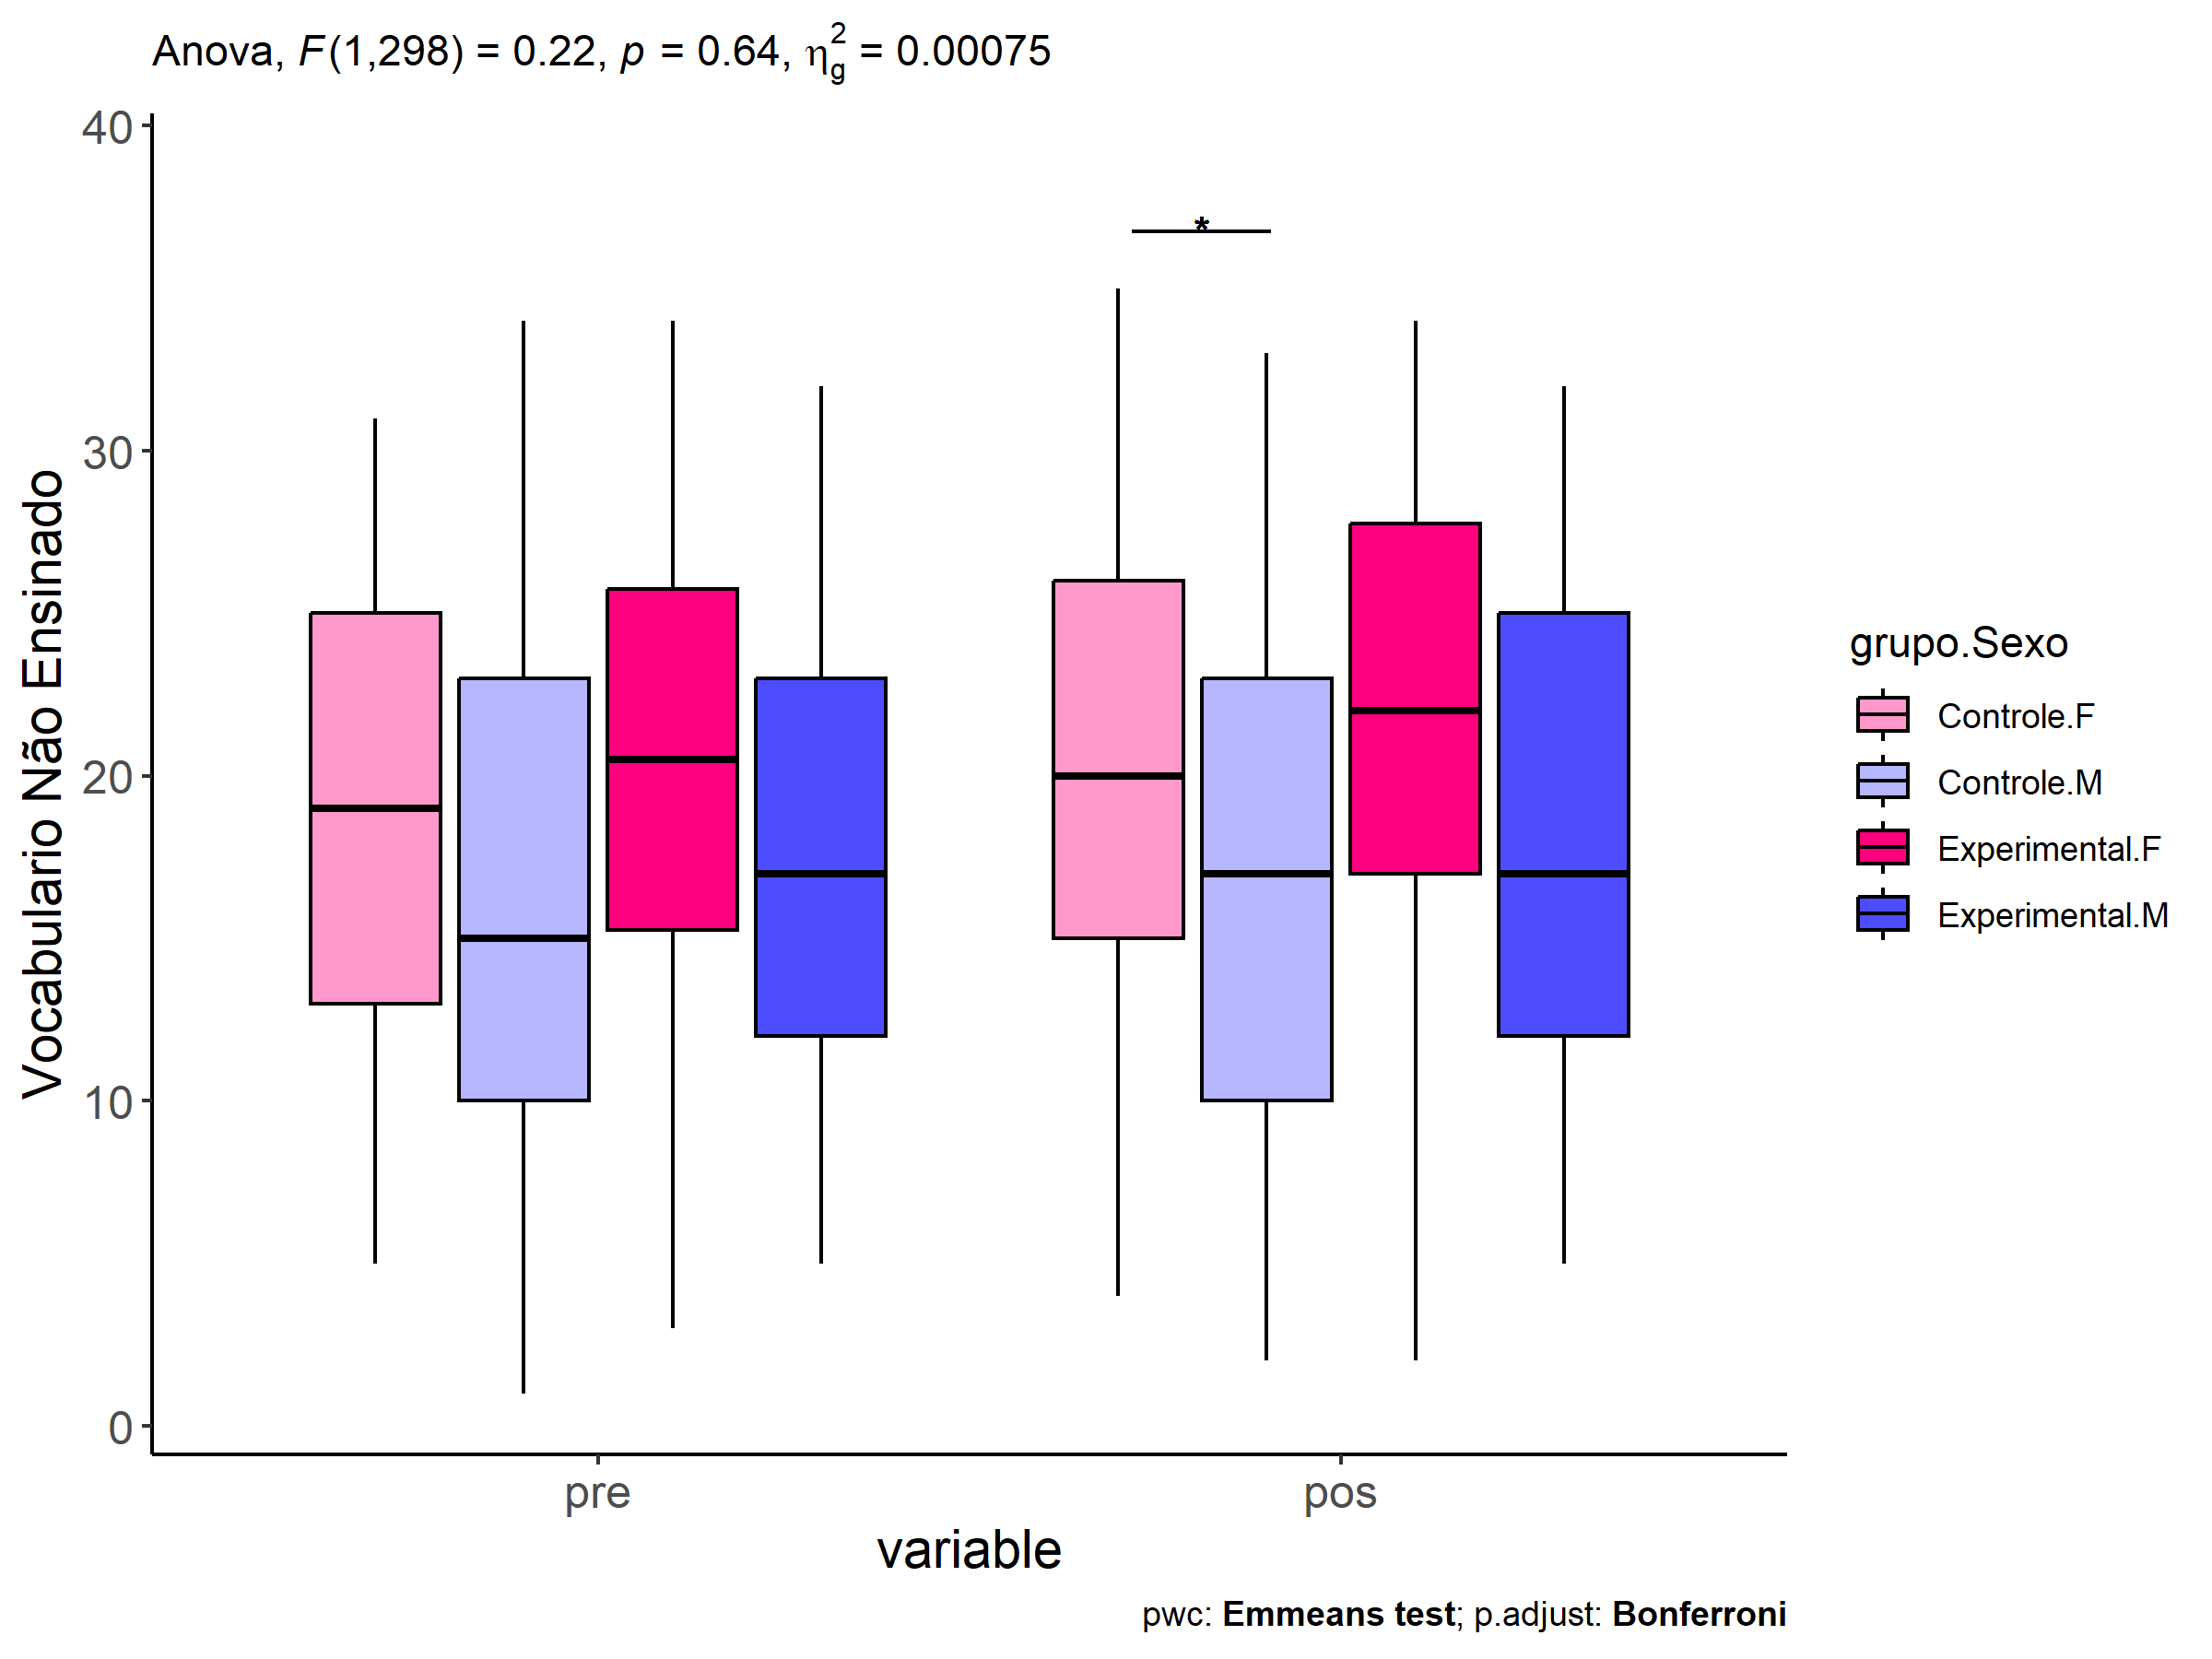 Anova, F(1,298) = 0.22, p = 0.64, η²g = 0.00075
Vocabulario Não Ensinado
40
30
20
10
0
*
pre
pos
variable
grupo.Sexo
Controle.F
Controle.M
Experimental.F
Experimental.M
pwc: Emmeans test; p.adjust: Bonferroni